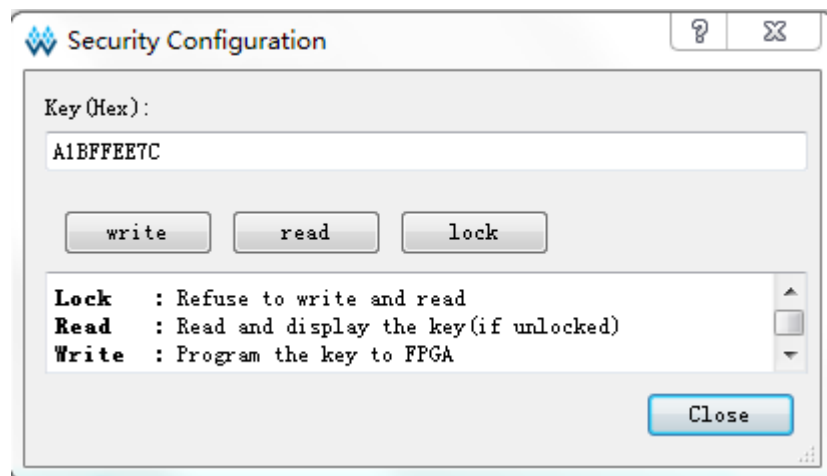 Security Configuration
Key(Hex):
A1BFFEE7C
write read lock
Lock : Refuse to write and read
Read : Read and display the key(if unlocked)
Write : Program the key to FPGA
Close